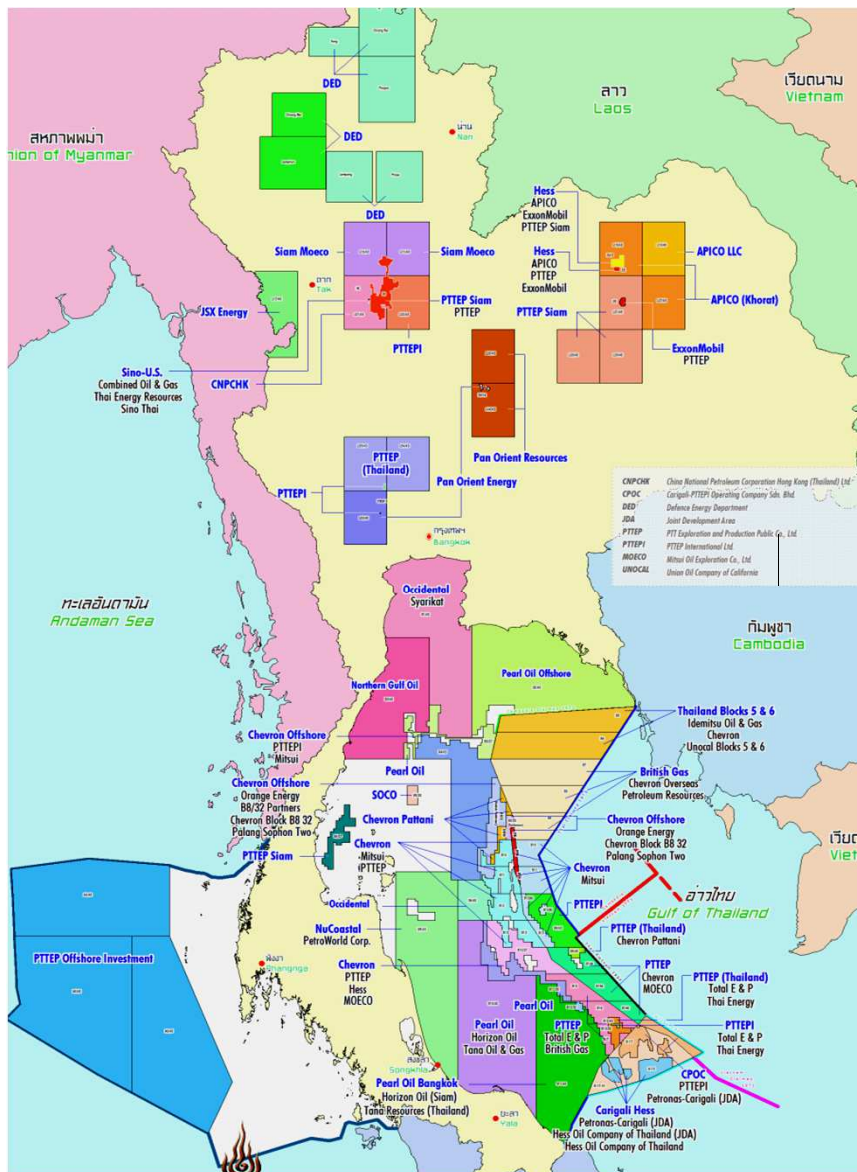 DED
DED
DED
สหภาพพม่า
nion of Myanmar
น่าน
Nan
ลาว
Laos
เวียดนาม
Vietnam
Hess
APICO
ExxonMobil
PTTEP Siam
Siam Moeco
Siam Moeco
APICO LLC
Hess
APICO
PTTEP
ExxonMobil
ตาก
Tak
JSX Energy
PTTEP Siam
PTTEP
PTTEP Siam
APICO (Khorat)
PTTEPI
ExxonMobil
PTTEP
Sino-U.S.
Combined Oil & Gas
Thai Energy Resources
Sino Thai
CNPCHK
PTTEP
(Thailand)
Pan Orient Resources
PTTEPI
Pan Orient Energy
CNPCHK China National Petroleum Corporation Hong Kong (Thailand) Ltd
CPOC Carigali-PTTEPI Operating Company Sdn. Bhd.
DED Defence Energy Department
JDA Joint Development Area
PTTEP PTT Exploration and Production Public Co., Ltd.
PTTEPI PTTEP International Ltd.
MOECO Mitsui Oil Exploration Co., Ltd
UNOCAL Union Oil Company of California
กรุงเทพฯ
Bangkok
ทะเลอันดามัน
Andaman Sea
กัมพูชา
Cambodia
Occidental
Syarikat
Northern Gulf Oil
Pearl Oil Offshore
Thailand Blocks 5 & 6
Idemitsu Oil & Gas
Chevron
Unocal Blocks 5 & 6
Chevron Offshore
PTTEPI
Mitsui
Pearl Oil
British Gas
Chevron Overseas
Petroleum Resources
Chevron Offshore
Orange Energy
B8/32 Partners
Chevron Block B8 32
Palang Sophon Two
SOCO
Chevron Pattani
Chevron Offshore
Orange Energy
Chevron Block B8 32
Palang Sophon Two
PTTEP Siam
Chevron
Mitsui
PTTEP
Chevron
Mitsui
อ่าวไทย
Gulf of Thailand
Occidental
PTTEPI
NuCoastal
PetroWorld Corp.
PTTEP (Thailand)
Chevron Pattani
PTTEP Offshore Investment
พังงา
Phangnga
Chevron
PTTEP
Hess
MOECO
PTTEP
Chevron
MOECO
PTTEP (Thailand)
Total E & P
Thai Energy
Pearl Oil
Pearl Oil
Horizon Oil
Tana Oil & Gas
PTTEP
Total E & P
British Gas
PTTEPI
Total E & P
Thai Energy
สงขลา
Songkhla
CPOC
PTTEPI
Petronas-Carigali (JDA)
Pearl Oil Bangkok
Horizon Oil (Siam)
Tana Resources (Thailand)
ยะลา
Yala
Carigali Hess
Petronas-Carigali (JDA)
Hess Oil Company of Thailand (JDA)
Hess Oil Company of Thailand